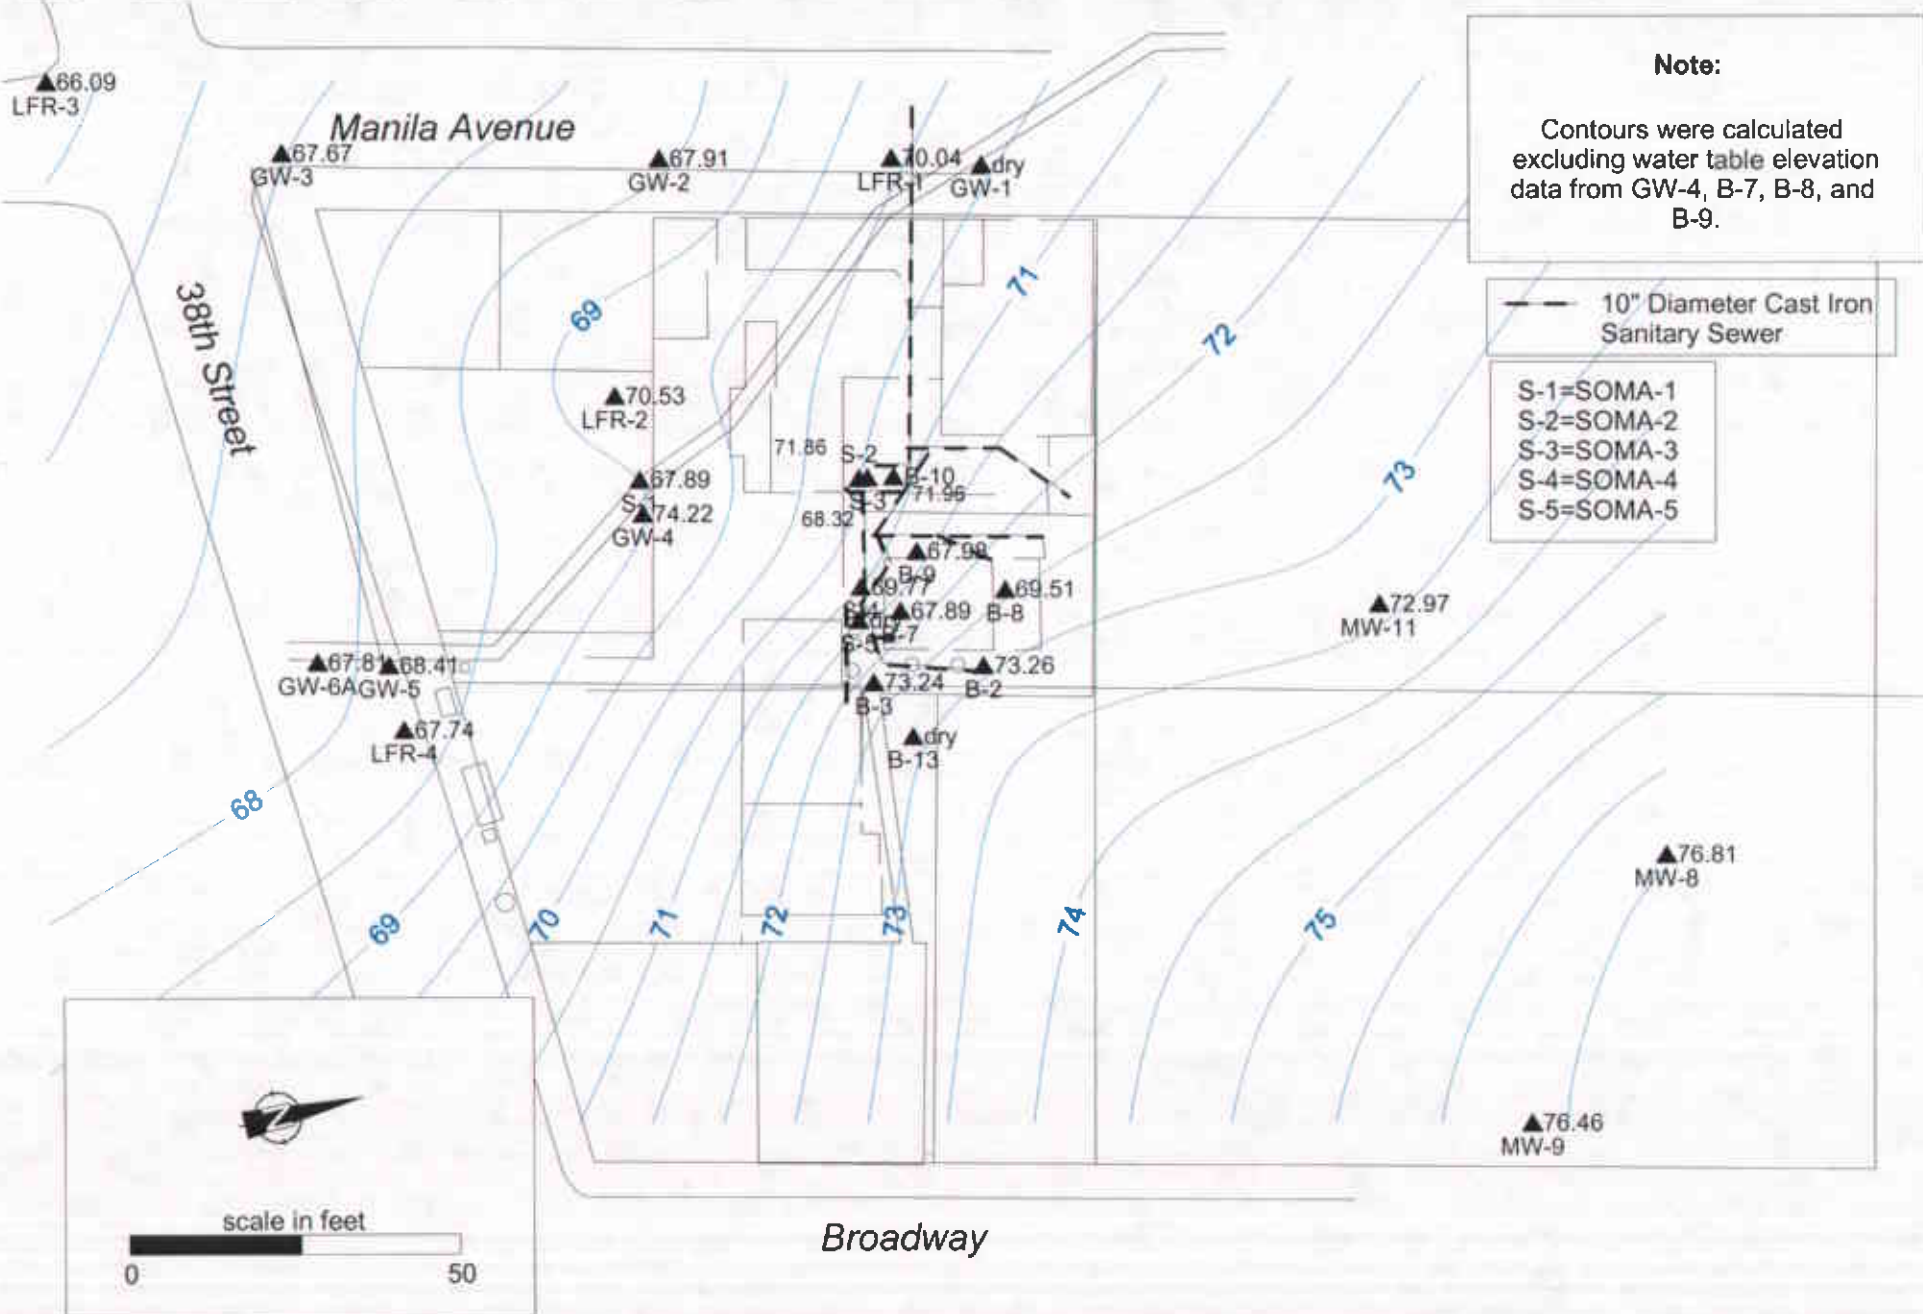 Note:
Contours were calculated
excluding water table elevation
data from GW-4, B-7, B-8, and
B-9.
10" Diameter Cast Iron
Sanitary Sewer
S-1=SOMA-1
S-2=SOMA-2
S-3=SOMA-3
S-4=SOMA-4
S-5=SOMA-5
66.09
LFR-3
Manila Avenue
67.67
GW-3
67.91
GW-2
70.04
LFR-1
dry
GW-1
38th Street
69
71
72
73
70.53
LFR-2
71.86
S-2
B-10
71.96
S-3
68.32
67.89
74.22
GW-4
67.98
B-9
69.77
S-4
67.89
B-7
69.51
B-8
dry
S-5
72.97
MW-11
67.81
GW-6A
68.41
GW-5
67.74
LFR-4
73.26
B-2
73.24
B-3
dry
B-13
68
69
70
71
72
73
74
75
76.81
MW-8
76.46
MW-9
N
scale in feet
0
50
Broadway